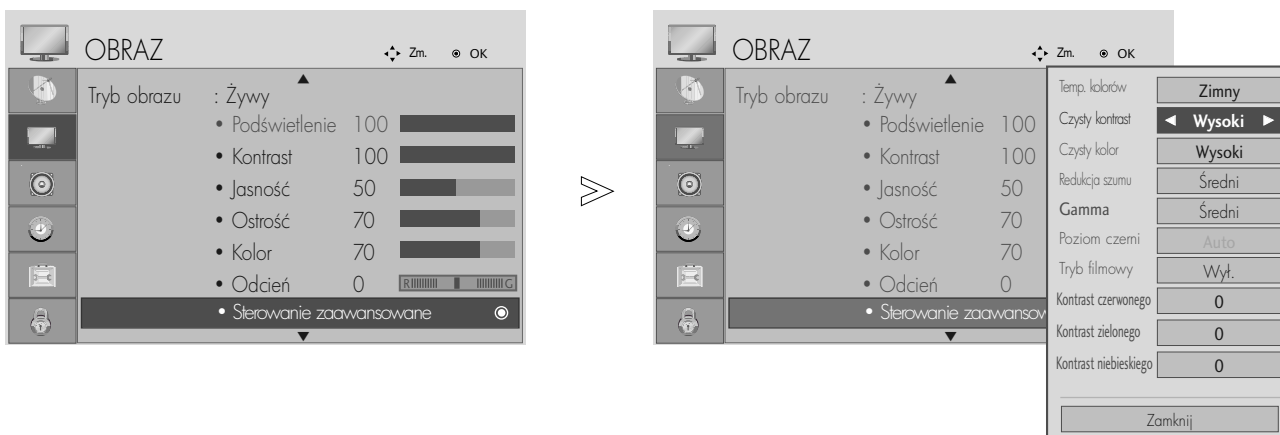 OBRAZ
Zm. OK
Tryb obrazu : Żywy
• Podświetlenie 100
• Kontrast 100
• Jasność 50
• Ostrość 70
• Kolor 70
• Odcień 0 R G
• Sterowanie zaawansowane
OBRAZ
Zm. OK
Tryb obrazu : Żywy
• Podświetlenie 100
• Kontrast 100
• Jasność 50
• Ostrość 70
• Kolor 70
• Odcień 0
• Sterowanie zaawansow
Temp. kolorów Zimny
Czysty kontrast ◄ Wysoki ►
Czysty kolor Wysoki
Redukcja szumu Średni
Gamma Średni
Poziom czerni Auto
Tryb filmowy Wył.
Kontrast czerwonego 0
Kontrast zielonego 0
Kontrast niebieskiego 0
Zamknij